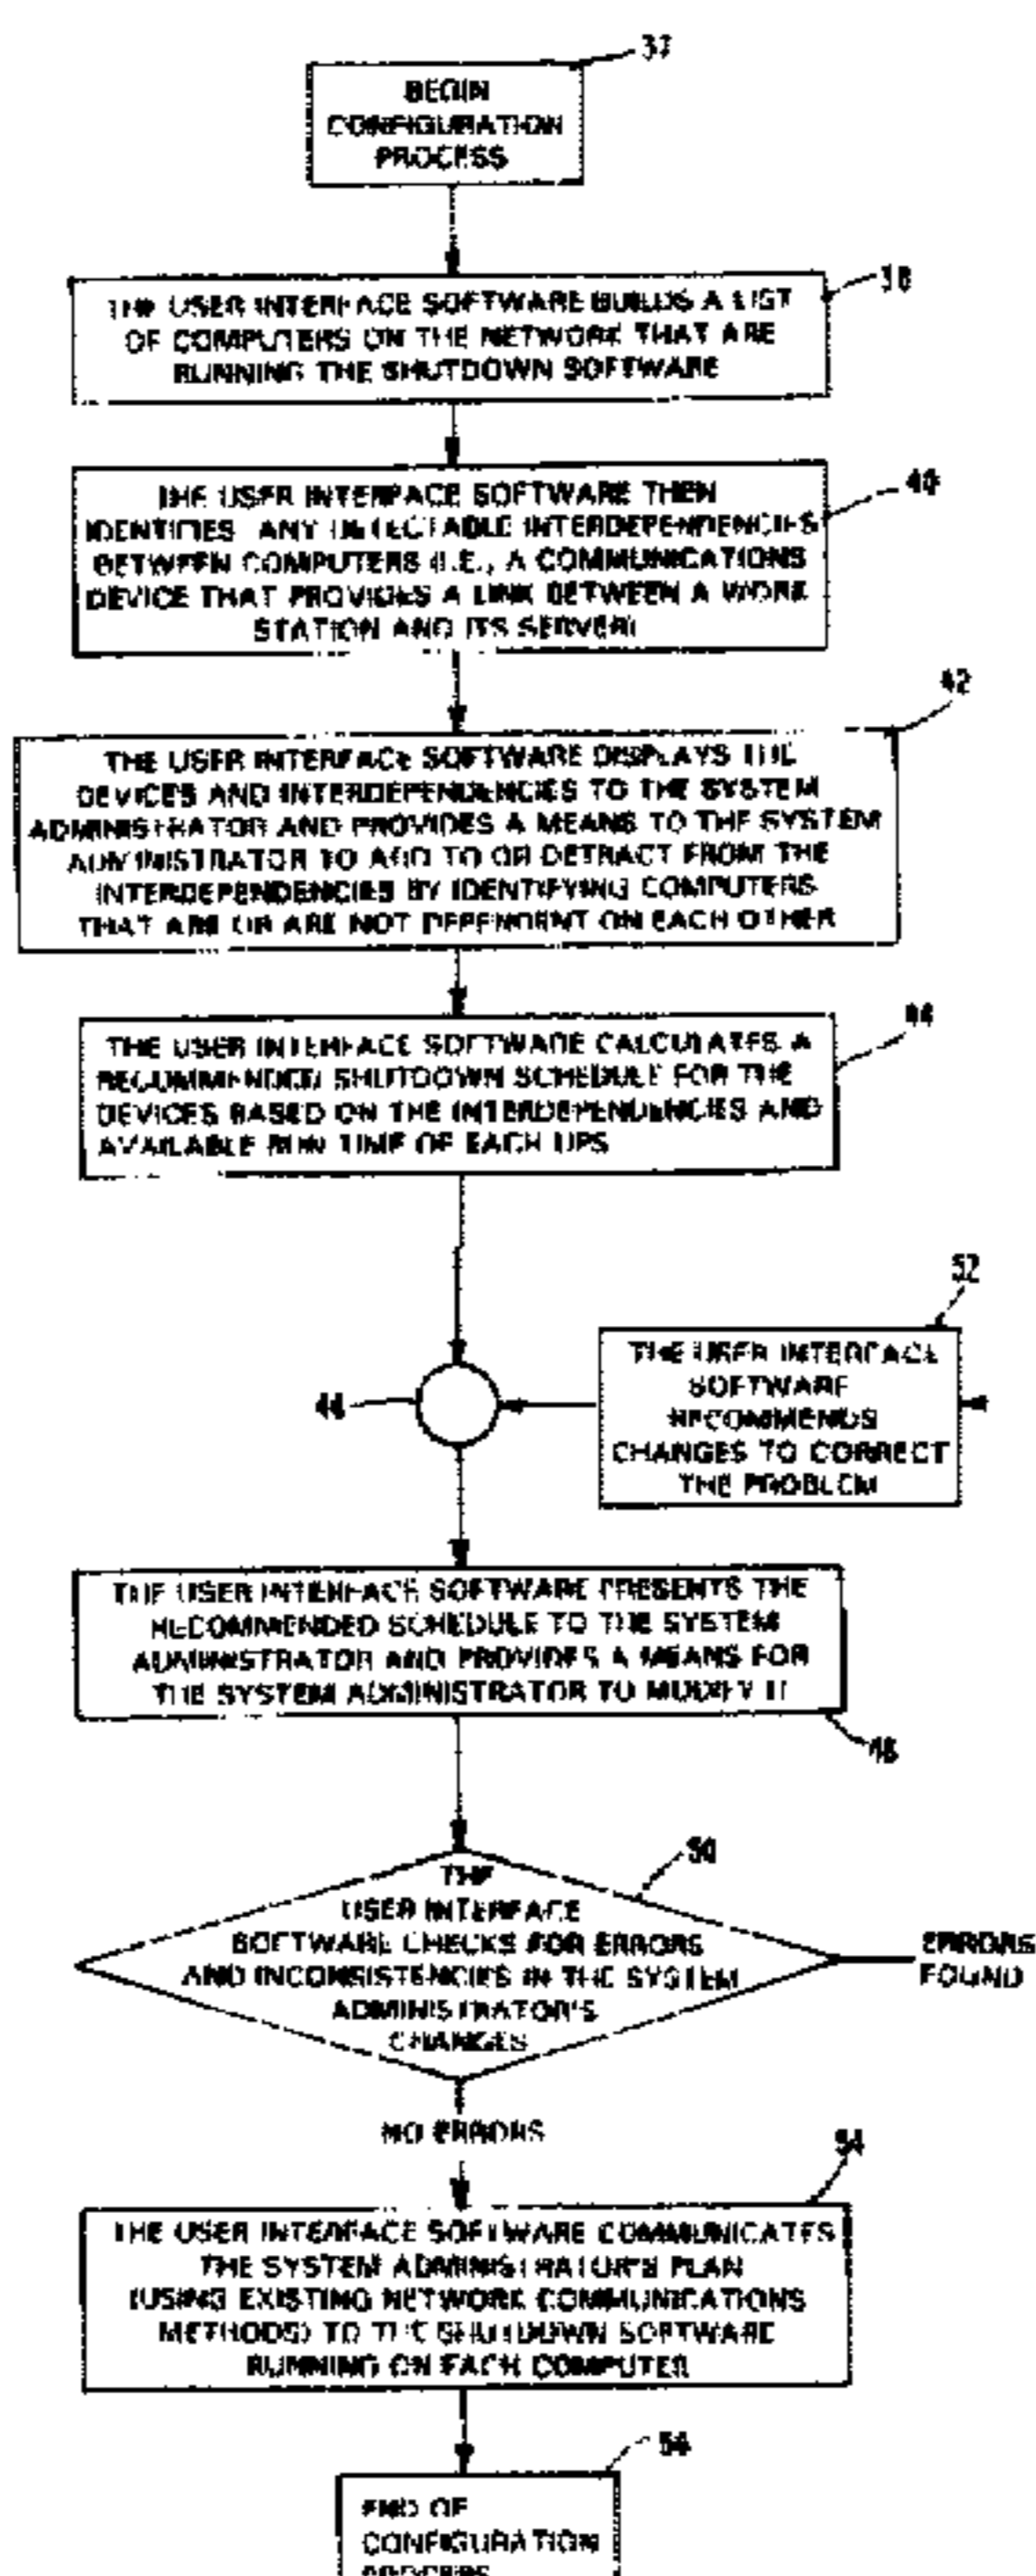 37
BEGIN
CONFIGURATION
PROCESS
38
THE USER INTERFACE SOFTWARE BUILDS A LIST
OF COMPUTERS ON THE NETWORK THAT ARE
RUNNING THE SHUTDOWN SOFTWARE
40
THE USER INTERFACE SOFTWARE THEN
IDENTIFIES ANY DETECTABLE INTERDEPENDENCIES
BETWEEN COMPUTERS (I.E., A COMMUNICATIONS
DEVICE THAT PROVIDES A LINK BETWEEN A WORK
STATION AND ITS SERVER)
42
THE USER INTERFACE SOFTWARE DISPLAYS THE
DEVICES AND INTERDEPENDENCIES TO THE SYSTEM
ADMINISTRATOR AND PROVIDES A MEANS TO THE SYSTEM
ADMINISTRATOR TO ADD TO OR DETRACT FROM THE
INTERDEPENDENCIES BY IDENTIFYING COMPUTERS
THAT ARE OR ARE NOT DEPENDENT ON EACH OTHER
44
THE USER INTERFACE SOFTWARE CALCULATES A
RECOMMENDED SHUTDOWN SCHEDULE FOR THE
DEVICES BASED ON THE INTERDEPENDENCIES AND
AVAILABLE RUN TIME OF EACH UPS
52
THE USER INTERFACE
SOFTWARE
RECOMMENDS
CHANGES TO CORRECT
THE PROBLEM
THE USER INTERFACE SOFTWARE PRESENTS THE
RECOMMENDED SCHEDULE TO THE SYSTEM
ADMINISTRATOR AND PROVIDES A MEANS FOR
THE SYSTEM ADMINISTRATOR TO MODIFY IT
48
50
THE
USER INTERFACE
SOFTWARE CHECKS FOR ERRORS
AND INCONSISTENCIES IN THE SYSTEM
ADMINISTRATOR'S
CHANGES
ERRORS
FOUND
NO ERRORS
54
THE USER INTERFACE SOFTWARE COMMUNICATES
THE SYSTEM ADMINISTRATOR'S PLAN
(USING EXISTING NETWORK COMMUNICATIONS
METHODS) TO THE SHUTDOWN SOFTWARE
RUNNING ON EACH COMPUTER
56
END OF
CONFIGURATION
PROCESS